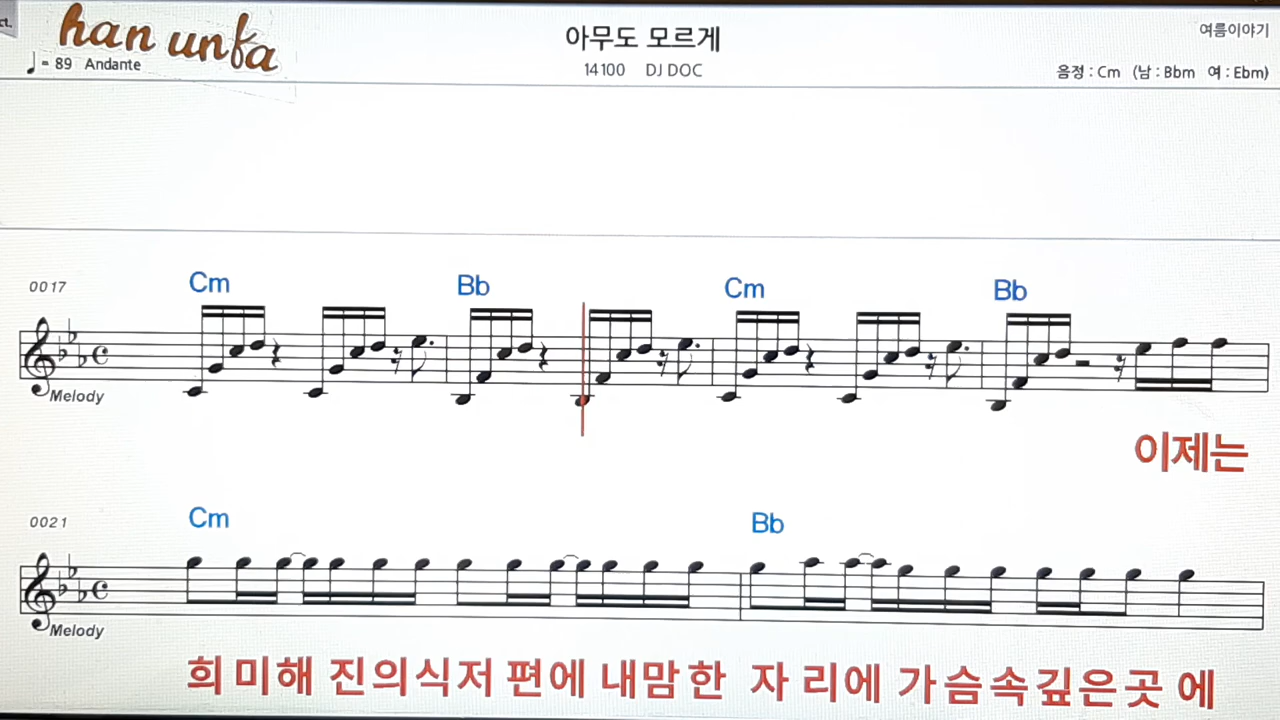 ct.
han unfa
♩= 89 Andante
아무도 모르게
14100 DJ DOC
여름이야기
음정 : Cm (남 : Bbm 여 : Ebm)
0017
Cm Bb Cm Bb
Melody
이제는
0021
Cm Bb
Melody
희미해 진의식저 편에 내맘한 자 리에 가슴속깊은곳 에